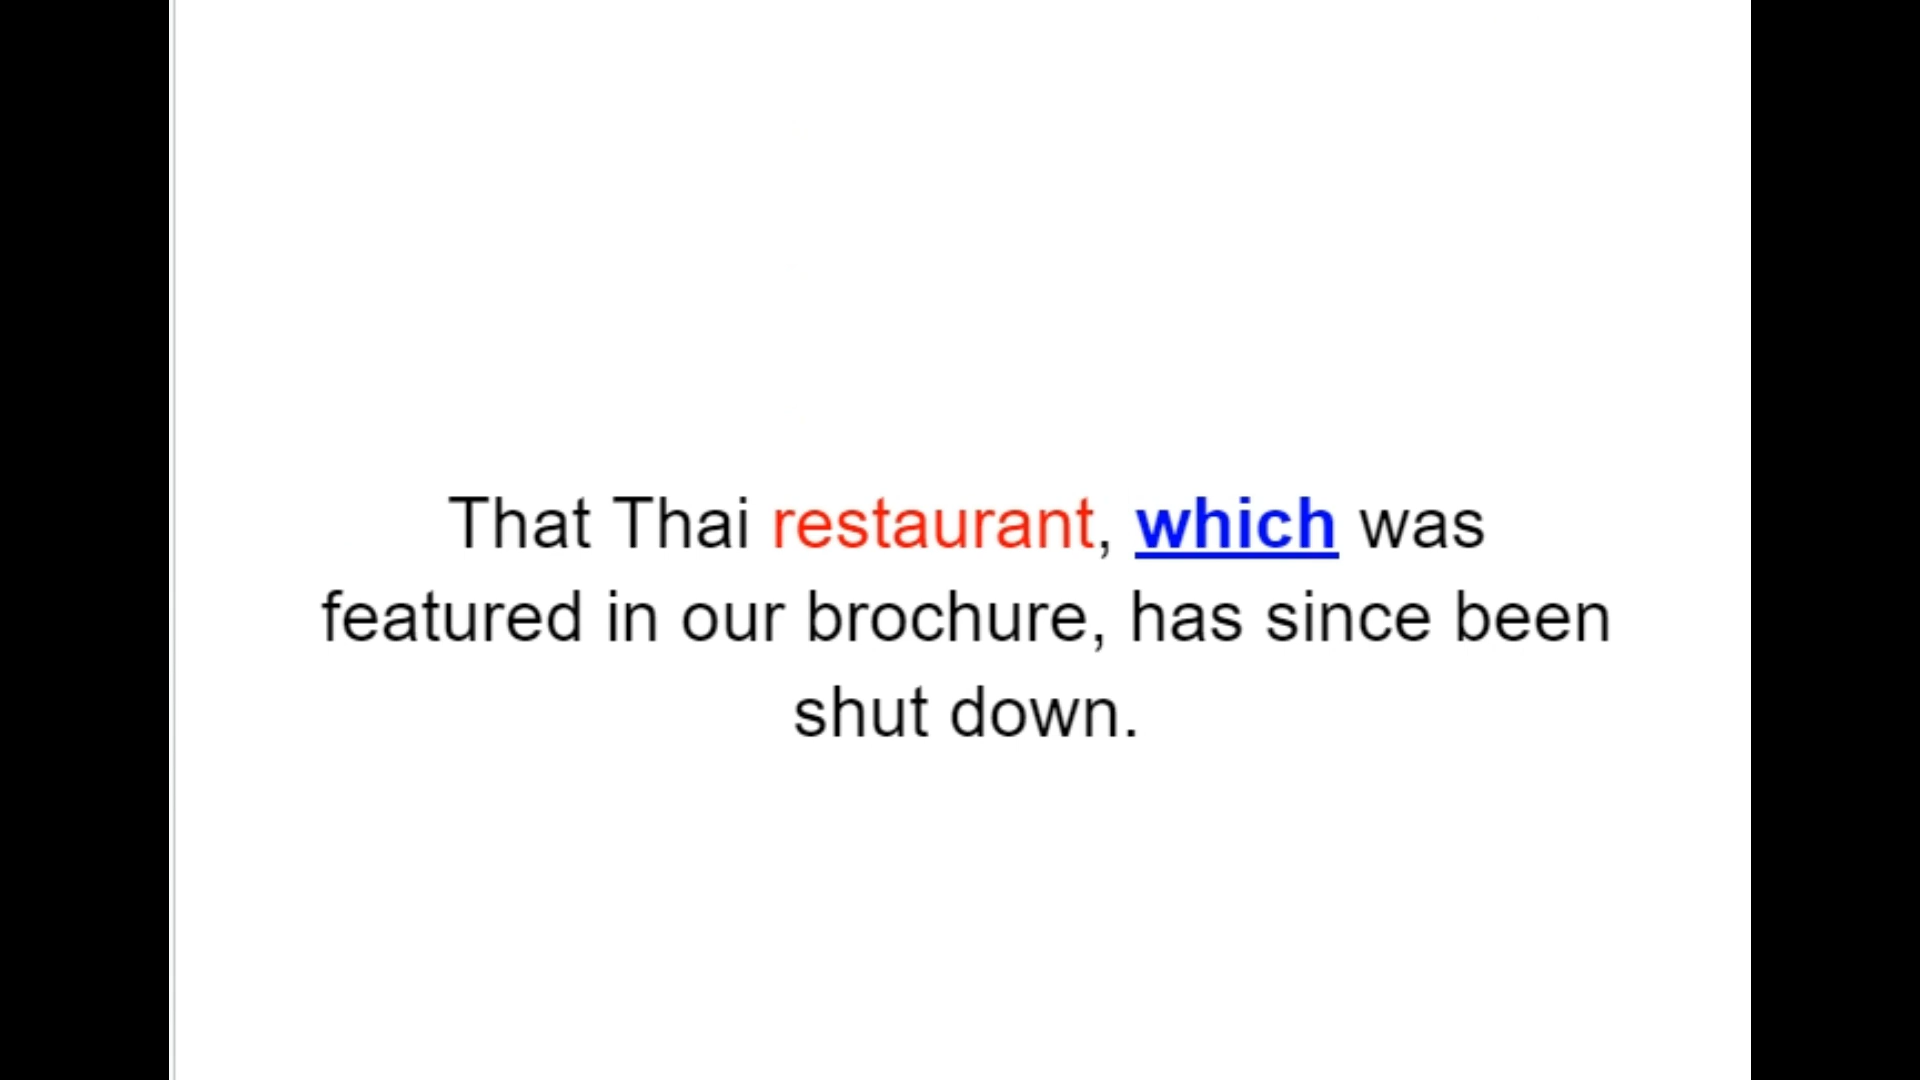 That Thai restaurant, which was
featured in our brochure, has since been
shut down.